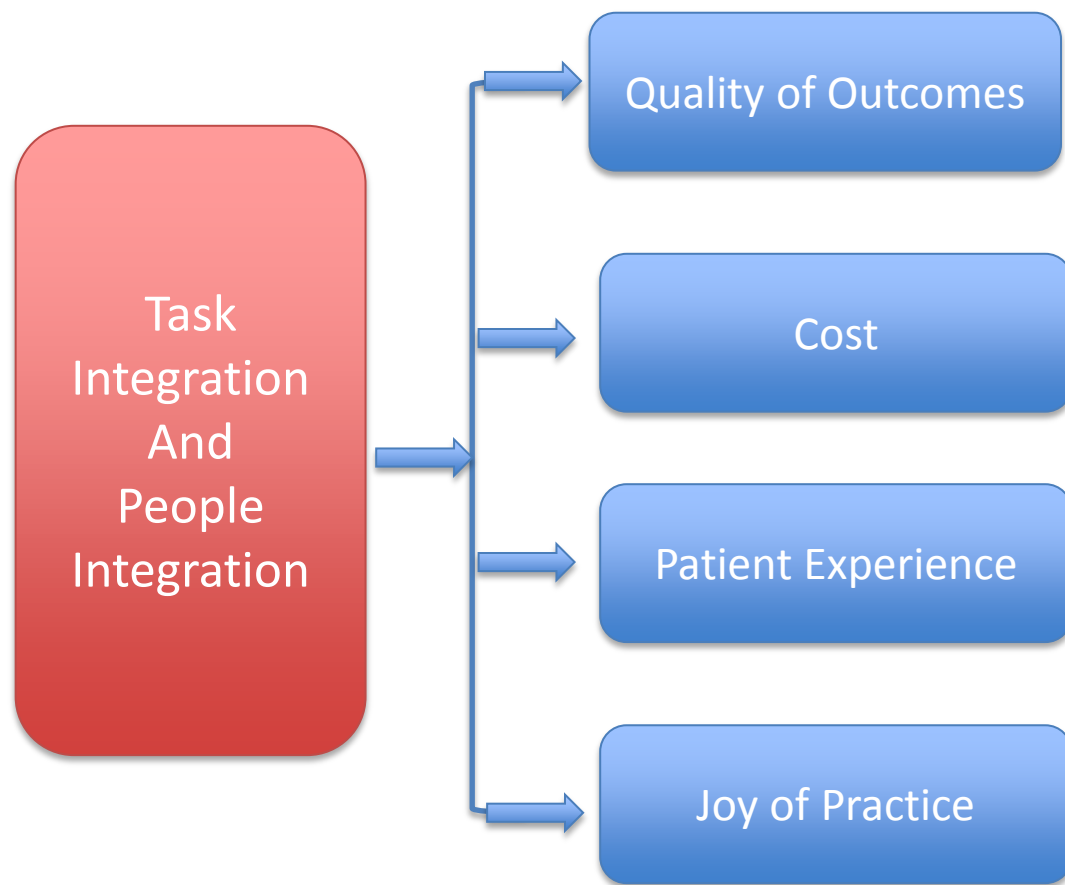 Task
Integration
And
People
Integration
Quality of Outcomes
Cost
Patient Experience
Joy of Practice